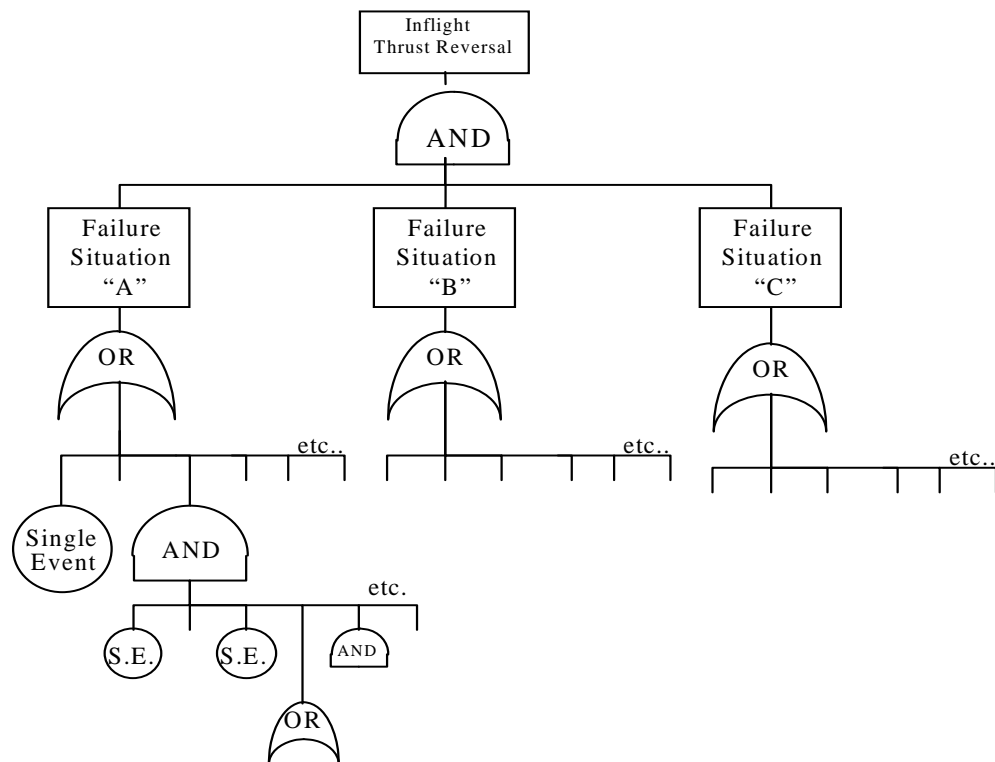 Inflight
Thrust Reversal
AND
Failure
Situation
“A”
Failure
Situation
“B”
Failure
Situation
“C”
OR
OR
OR
etc..
etc..
etc..
Single
Event
AND
etc.
S.E.
S.E.
AND
OR